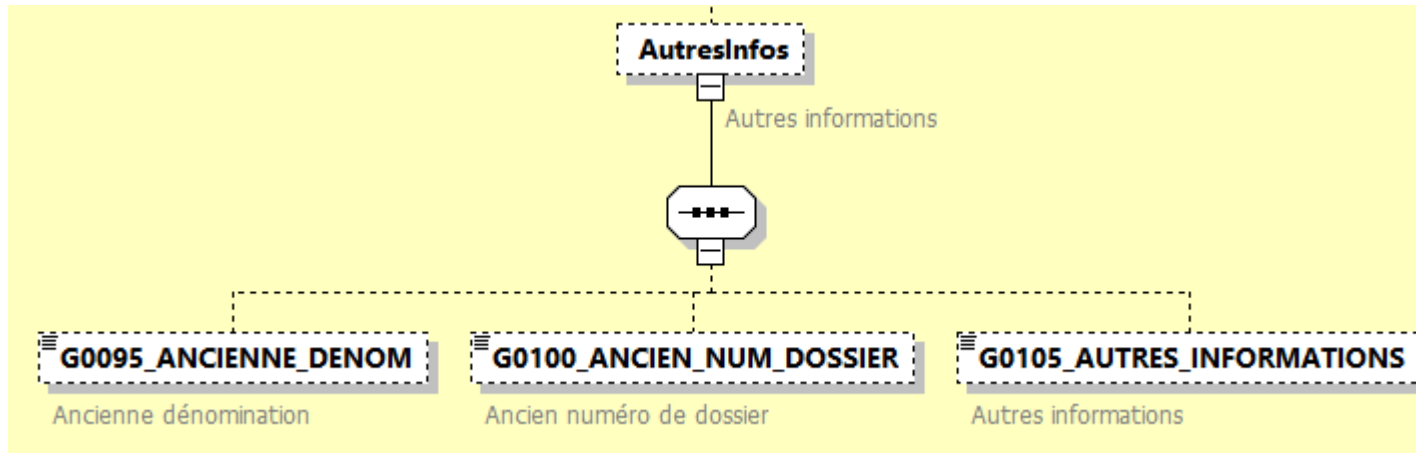 AutresInfos
Autres informations
G0095_ANCIENNE_DENOM
G0100_ANCIEN_NUM_DOSSIER
G0105_AUTRES_INFORMATIONS
Ancienne dénomination
Ancien numéro de dossier
Autres informations